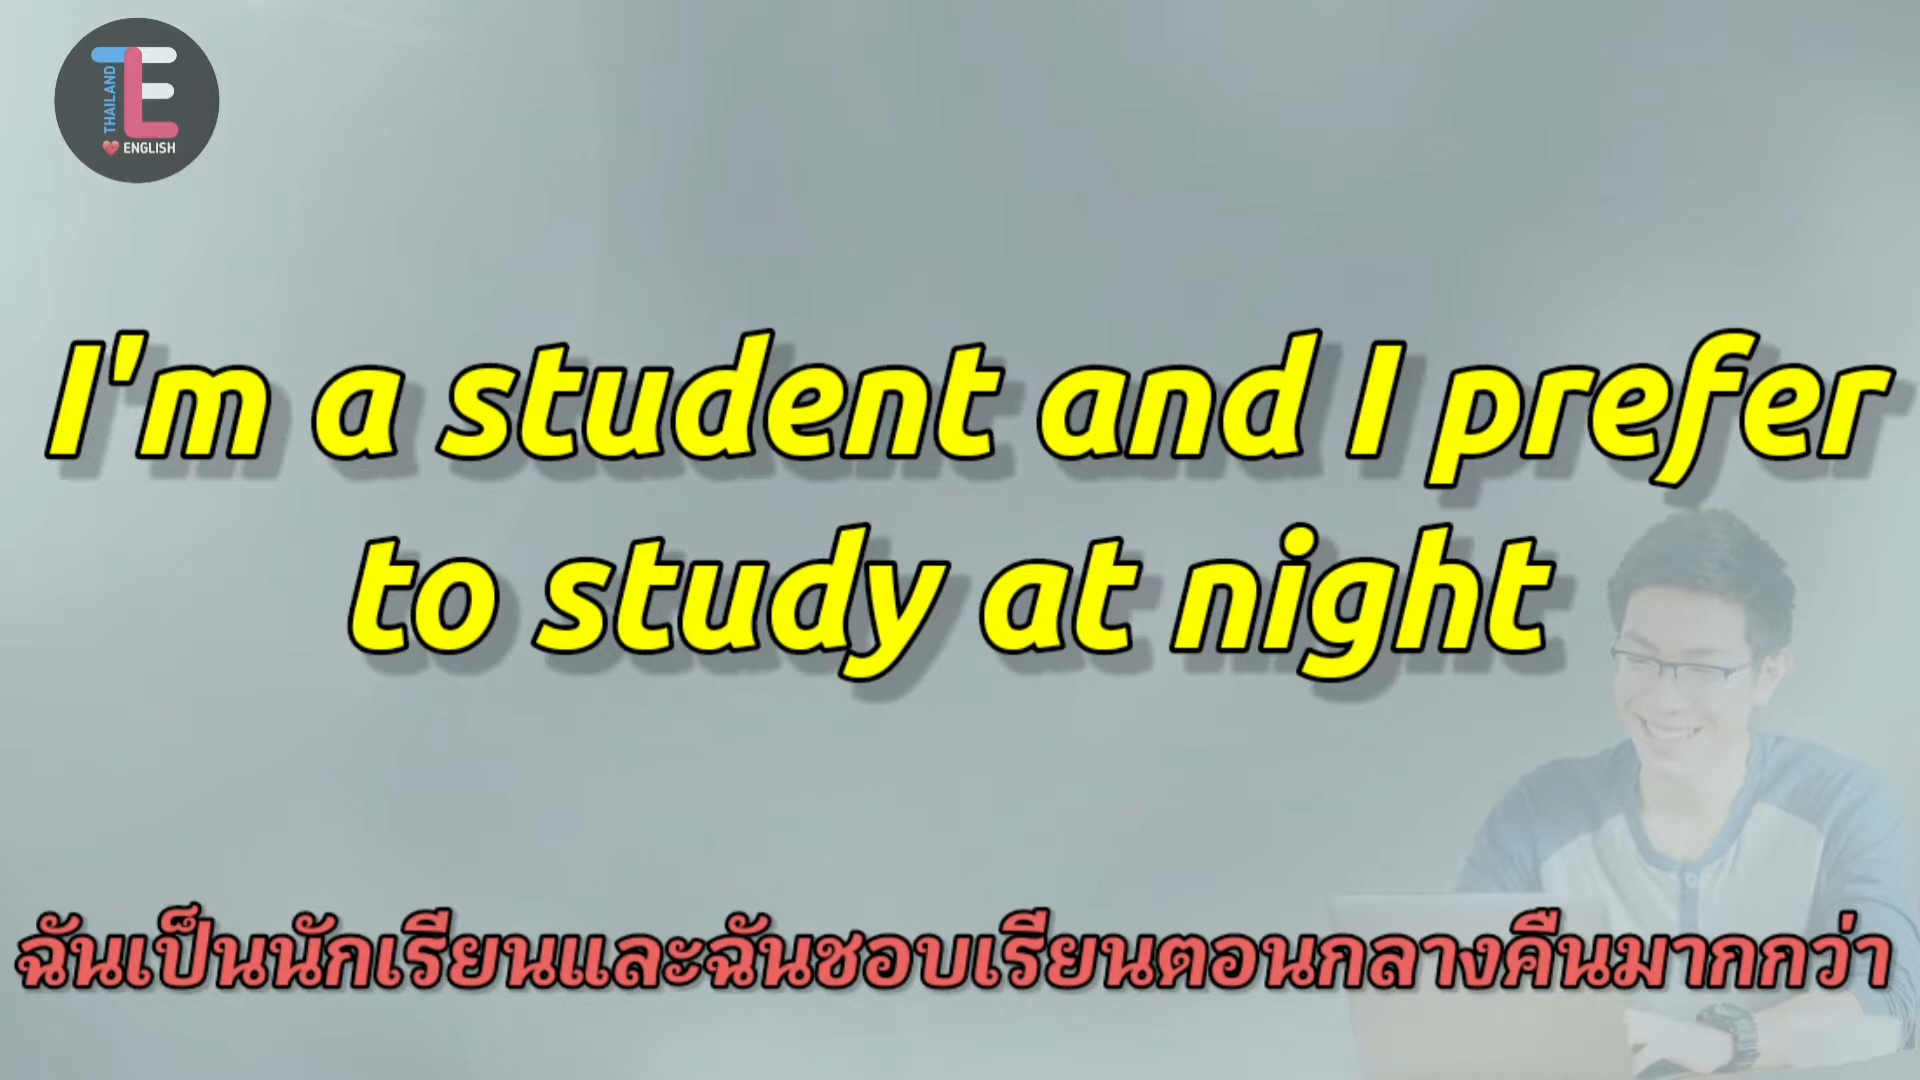 THAILAND
TE
ENGLISH
I'm a student and I prefer
to study at night
ฉันเป็นนักเรียนและฉันชอบเรียนตอนกลางคืนมากกว่า